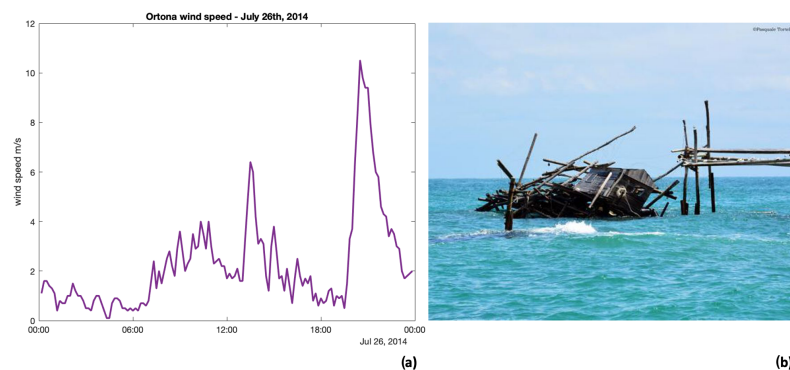 Ortona wind speed - July 26th, 2014
wind speed m/s
12
10
8
6
4
2
0
00:00 06:00 12:00 18:00 00:00
Jul 26, 2014
(a)
©Pasquale
(b)